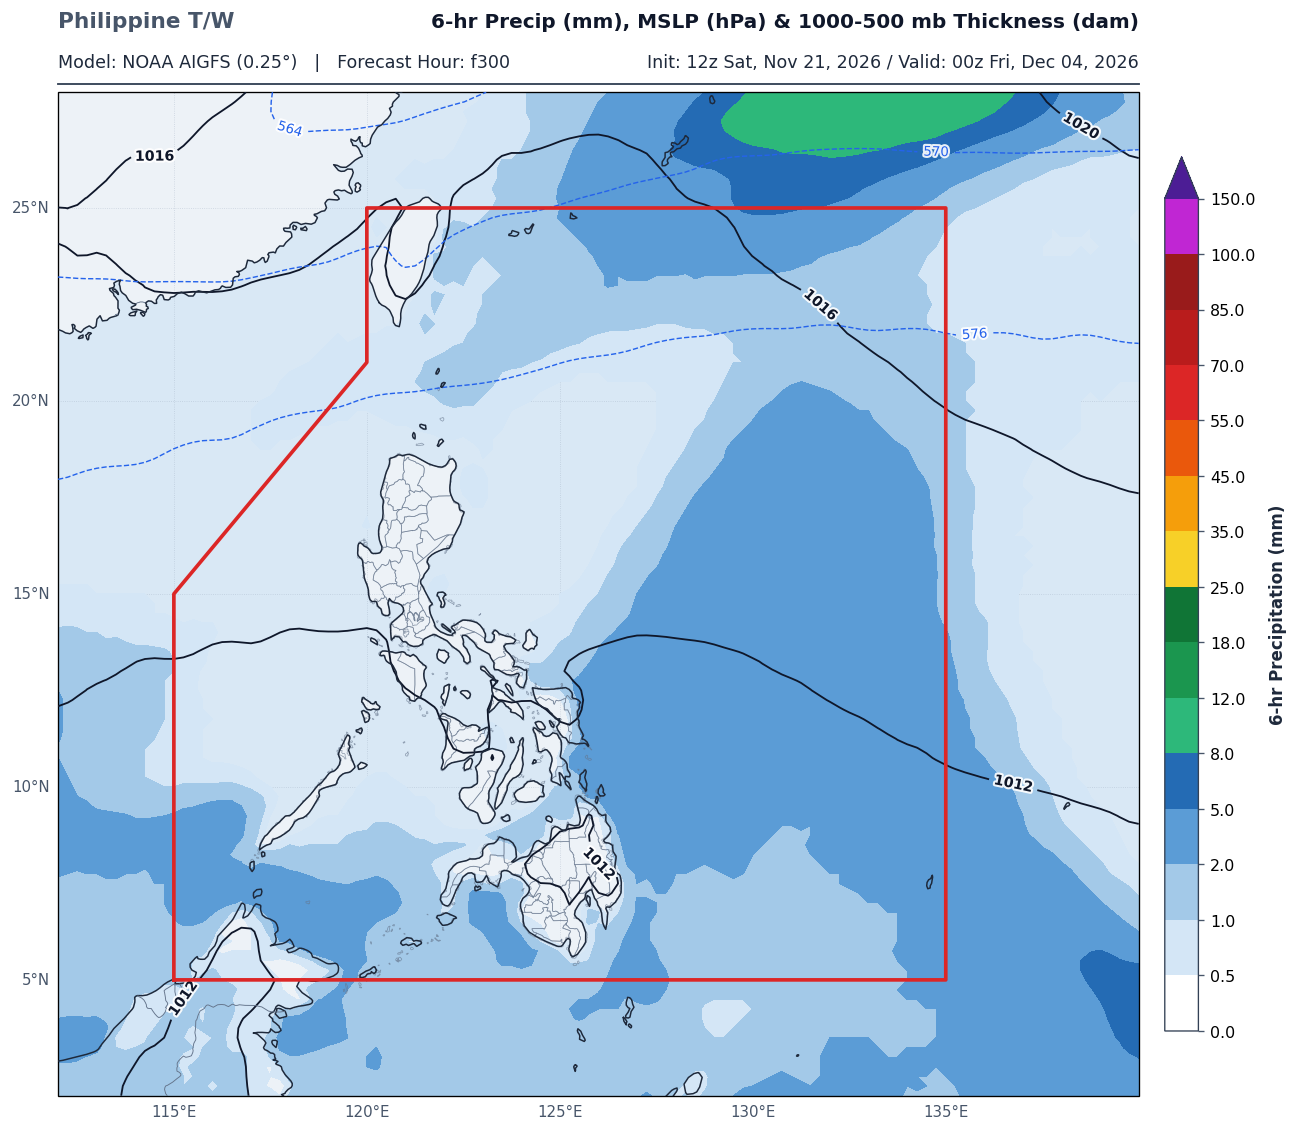 Philippine T/W
6-hr Precip (mm), MSLP (hPa) & 1000-500 mb Thickness (dam)
Model: NOAA AIGFS (0.25°)   |   Forecast Hour: f300
Init: 12z Sat, Nov 21, 2026 / Valid: 00z Fri, Dec 04, 2026
564
1016
1020
570
25°N
1016
576
20°N
15°N
10°N
1012
1012
5°N
1012
115°E
120°E
125°E
130°E
135°E
150.0
100.0
85.0
70.0
55.0
45.0
35.0
25.0
18.0
12.0
8.0
5.0
2.0
1.0
0.5
0.0
6-hr Precipitation (mm)